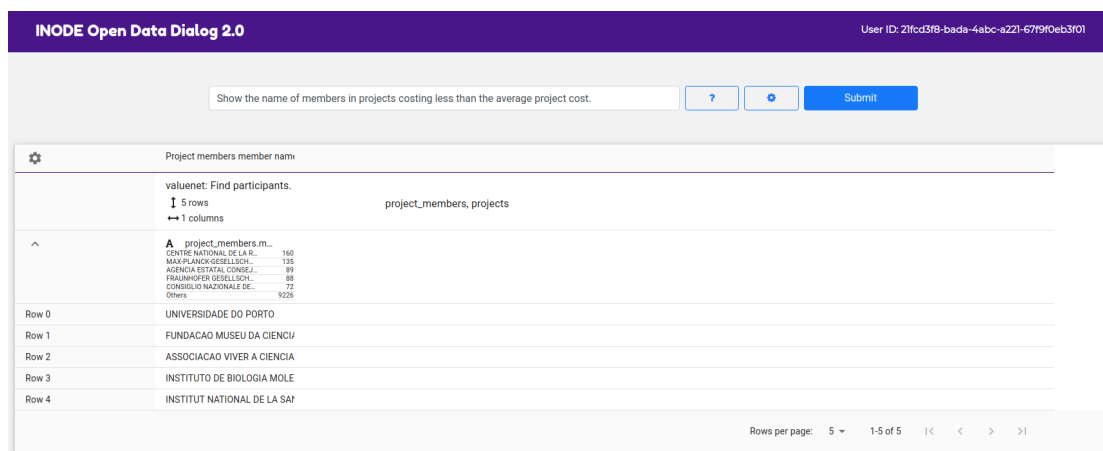 INODE Open Data Dialog 2.0 User ID: 21fcd3f8-bada-4abc-a221-67f9f0eb3f01
Show the name of members in projects costing less than the average project cost. ? Submit
Project members member name
valuenet: Find participants.
5 rows project_members, projects
1 columns
A project_members.m...
CENTRE NATIONAL DE LA R... 160
MAX-PLANCK-GESELLSCH... 135
AGENCIA ESTATAL CONSEJ... 89
FRAUNHOFER GESELLSCH... 88
CONSIGLIO NAZIONALE DE... 72
Others 9226
Row 0 UNIVERSIDADE DO PORTO
Row 1 FUNDACAO MUSEU DA CIENCIA
Row 2 ASSOCIACAO VIVER A CIENCIA
Row 3 INSTITUTO DE BIOLOGIA MOLE
Row 4 INSTITUT NATIONAL DE LA SAN
Rows per page: 5 1-5 of 5